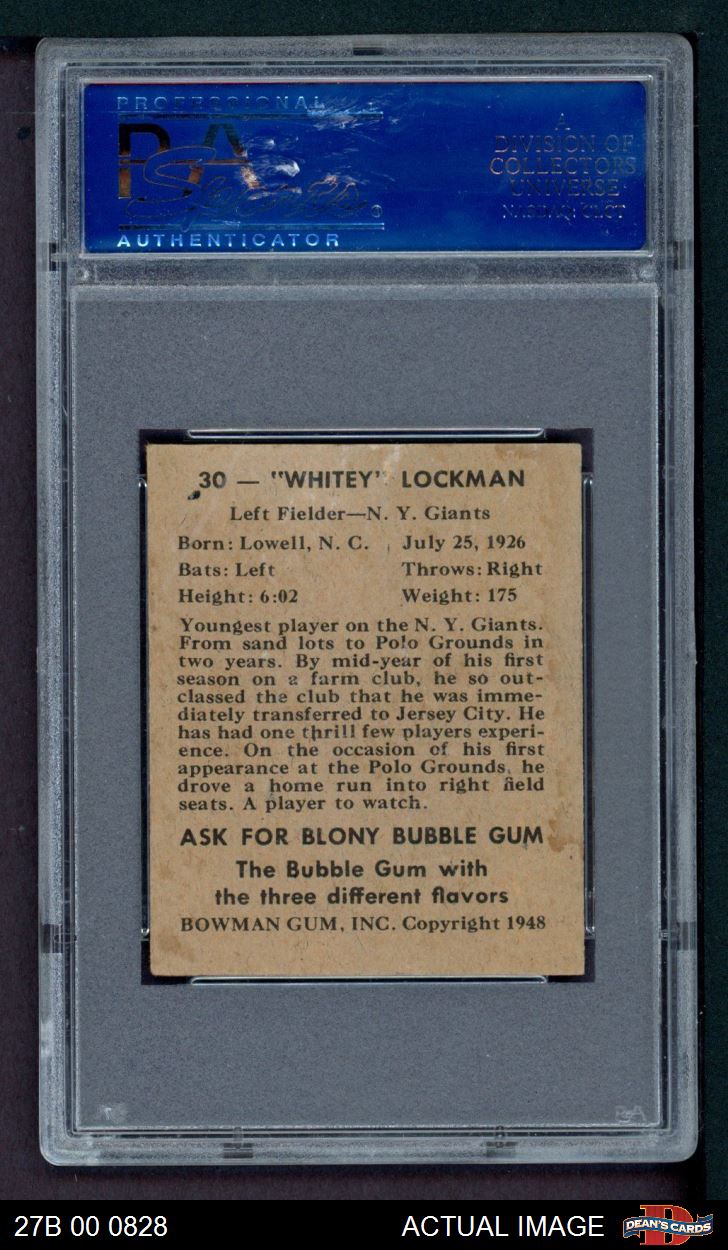 PROFESSIONAL
PSA
Sports
AUTHENTICATOR
A
DIVISION OF
COLLECTORS
UNIVERSE
NASDAQ: CLCT
30 — "WHITEY" LOCKMAN
Left Fielder—N. Y. Giants
Born: Lowell, N. C. July 25, 1926
Bats: Left Throws: Right
Height: 6:02 Weight: 175
Youngest player on the N. Y. Giants.
From sand lots to Polo Grounds in
two years. By mid-year of his first
season on a farm club, he so out-
classed the club that he was imme-
diately transferred to Jersey City. He
has had one thrill few players experi-
ence. On the occasion of his first
appearance at the Polo Grounds, he
drove a home run into right field
seats. A player to watch.
ASK FOR BLONY BUBBLE GUM
The Bubble Gum with
the three different flavors
BOWMAN GUM, INC. Copyright 1948
PSA
27B 00 0828 ACTUAL IMAGE D DEAN'S CARDS